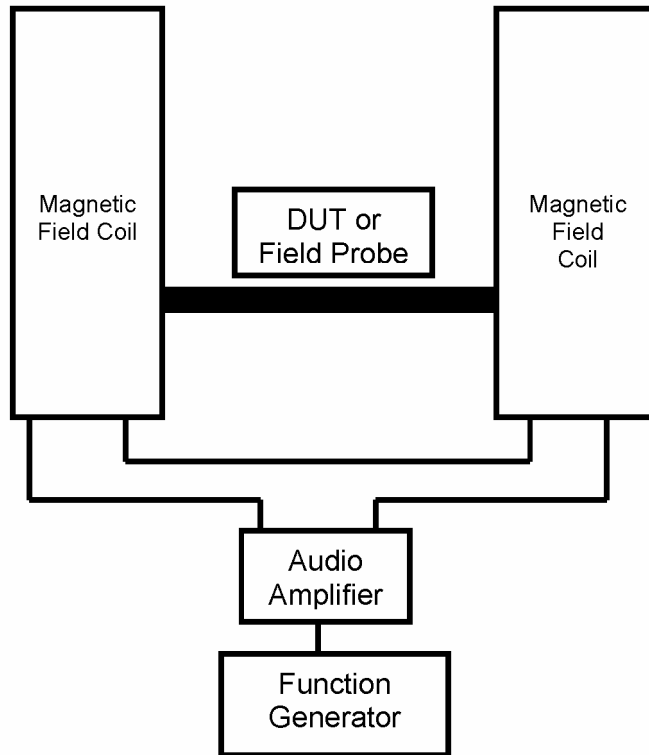 Magnetic
Field Coil
DUT or
Field Probe
Magnetic
Field
Coil
Audio
Amplifier
Function
Generator